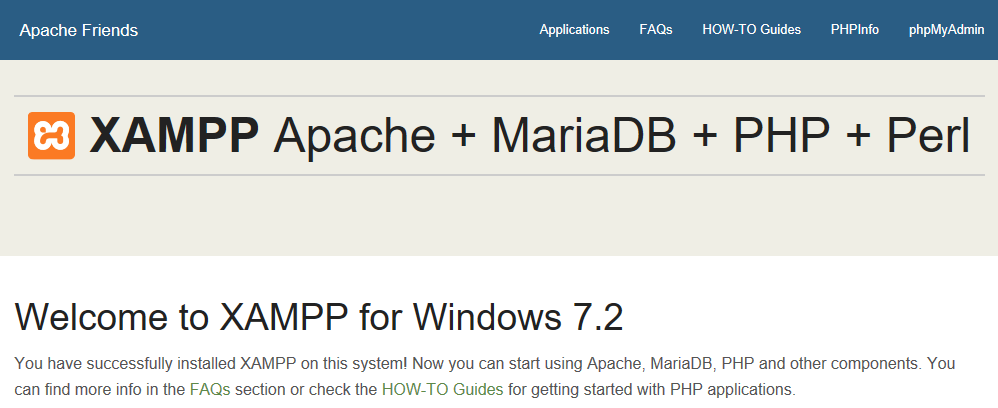 Apache Friends Applications FAQs HOW-TO Guides PHPInfo phpMyAdmin
XAMPP Apache + MariaDB + PHP + Perl
Welcome to XAMPP for Windows 7.2
You have successfully installed XAMPP on this system! Now you can start using Apache, MariaDB, PHP and other components. You
can find more info in the FAQs section or check the HOW-TO Guides for getting started with PHP applications.